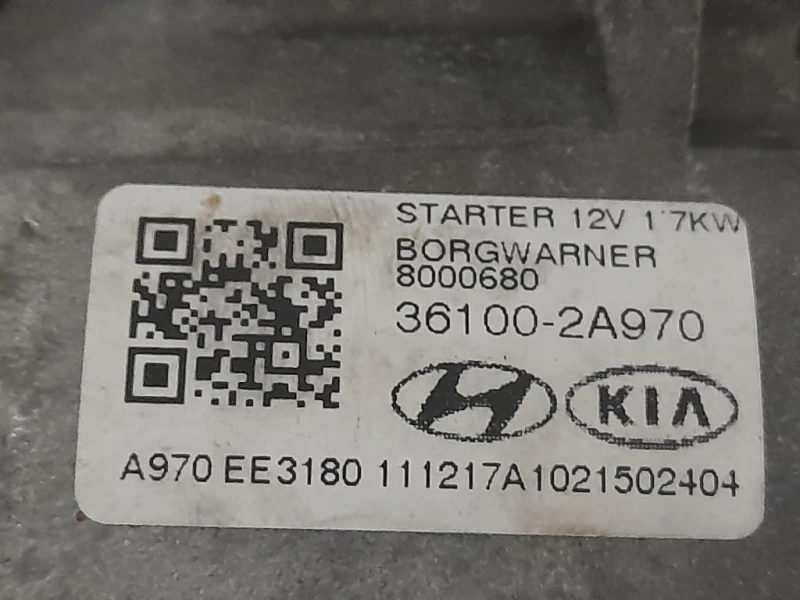 STARTER 12V 1.7KW
BORGWARNER
8000680
36100-2A970
KIA
A970 EE3180 111217A1021502404